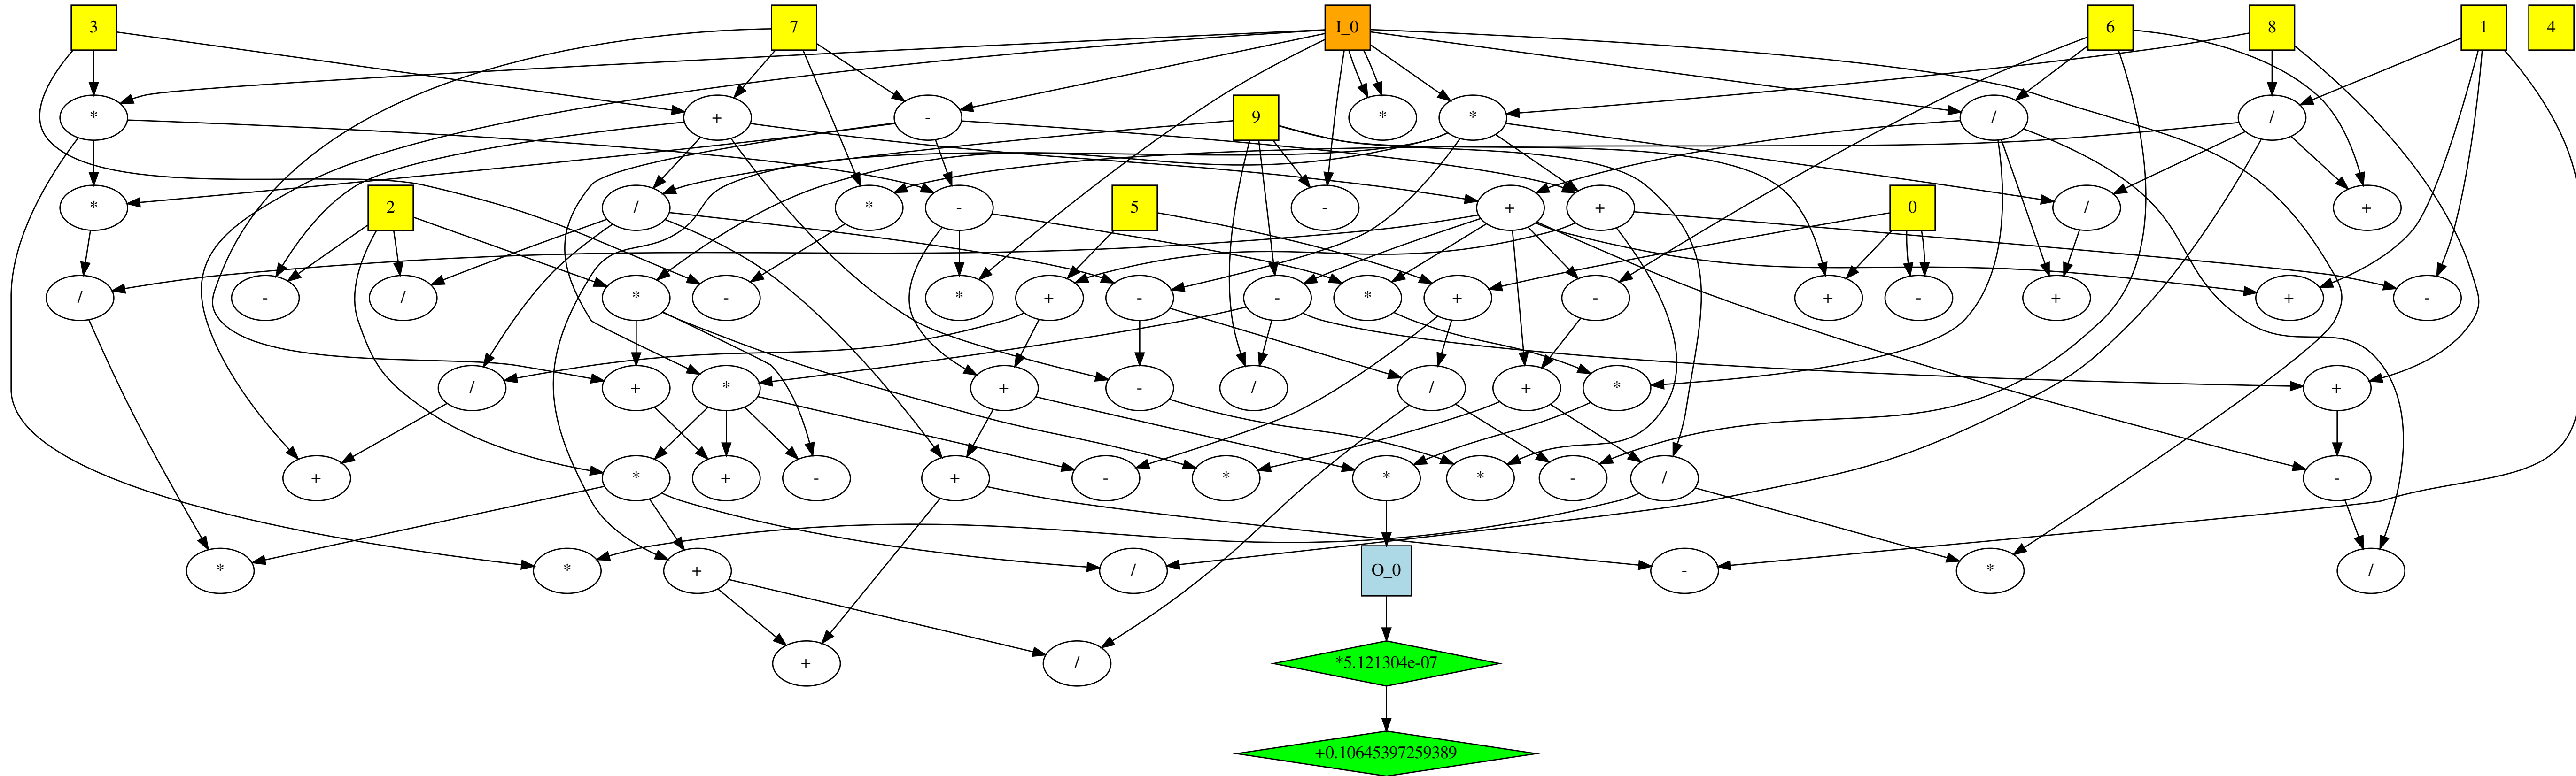 3 7 I_0 6 8 1 4
* + - 9 * * / /
* 2 / * - 5 - + + 0 / +
/ - / * - * + - - * + - + - + + -
/ + * + - / / + * +
+ * + - + - * * * - / -
* * + / O_0 - * /
+ / *5.121304e-07
+0.10645397259389